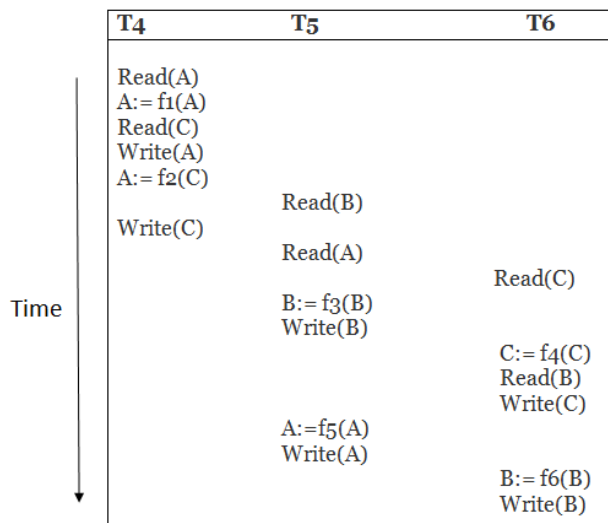 T4 T5 T6
Read(A)
A:= f1(A)
Read(C)
Write(A)
A:= f2(C)
Read(B)
Write(C)
Read(A)
Read(C)
Time
B:= f3(B)
Write(B)
C:= f4(C)
Read(B)
Write(C)
A:=f5(A)
Write(A)
B:= f6(B)
Write(B)